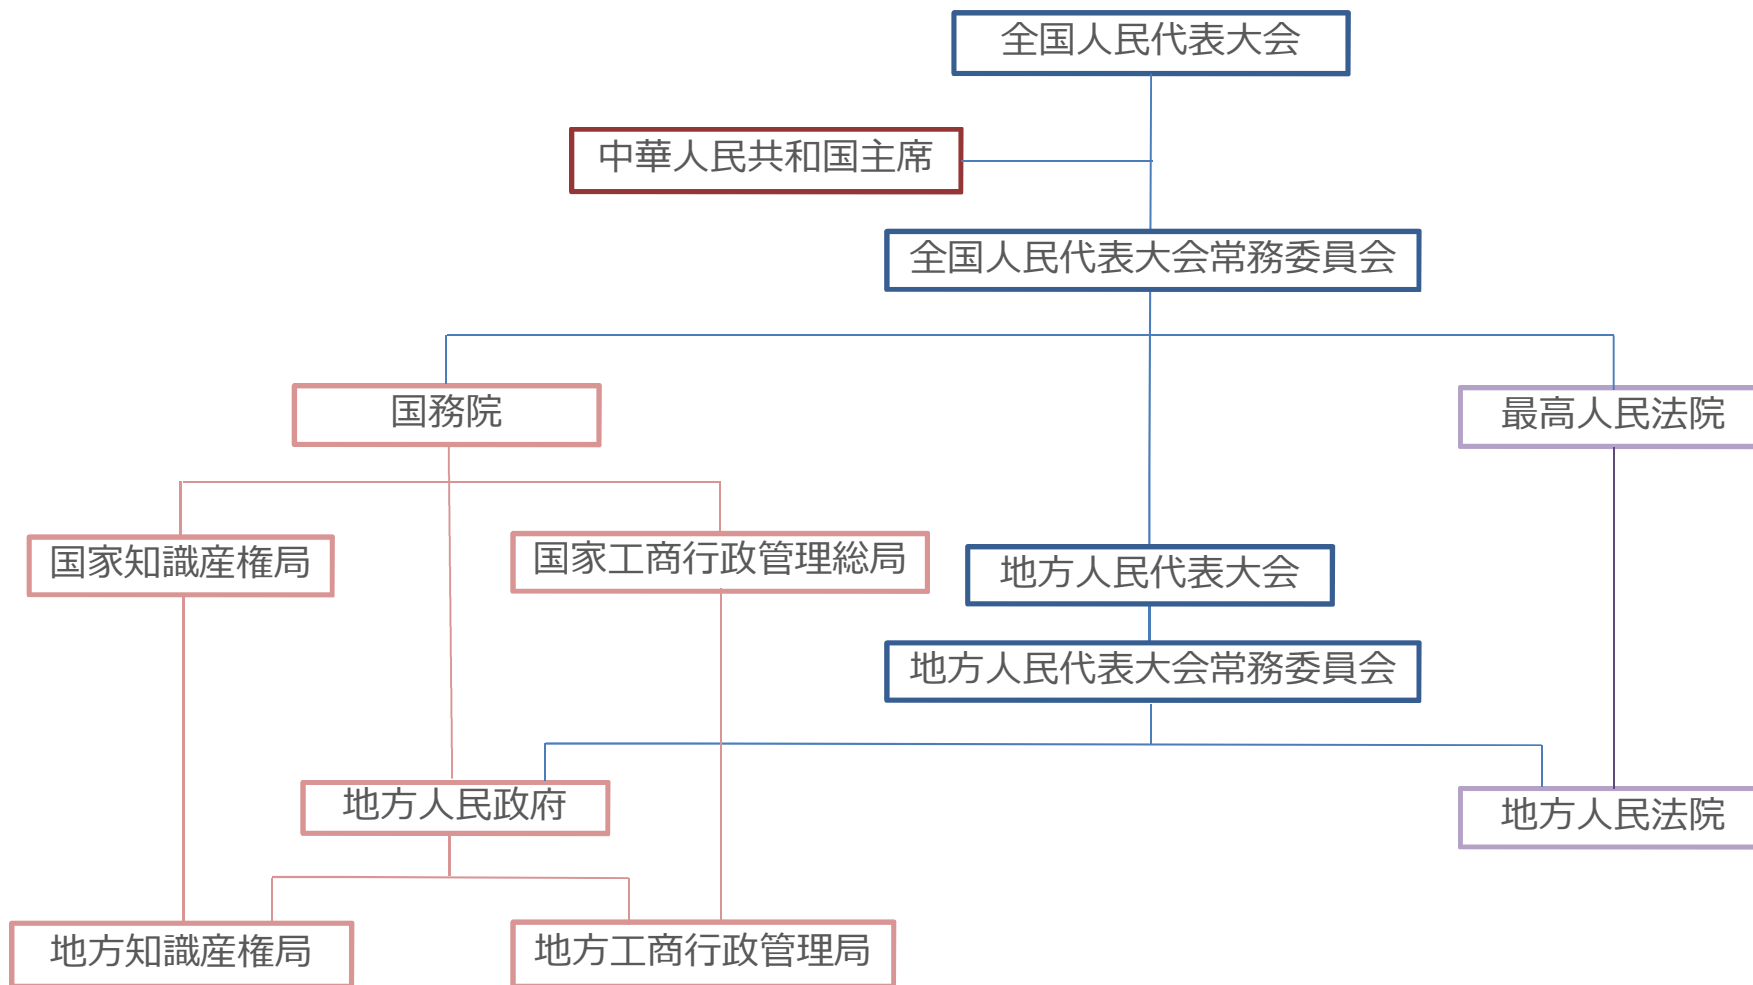 全国人民代表大会
中華人民共和国主席
全国人民代表大会常務委員会
国務院
最高人民法院
国家知識産権局
国家工商行政管理総局
地方人民代表大会
地方人民代表大会常務委員会
地方人民政府
地方人民法院
地方知識産権局
地方工商行政管理局